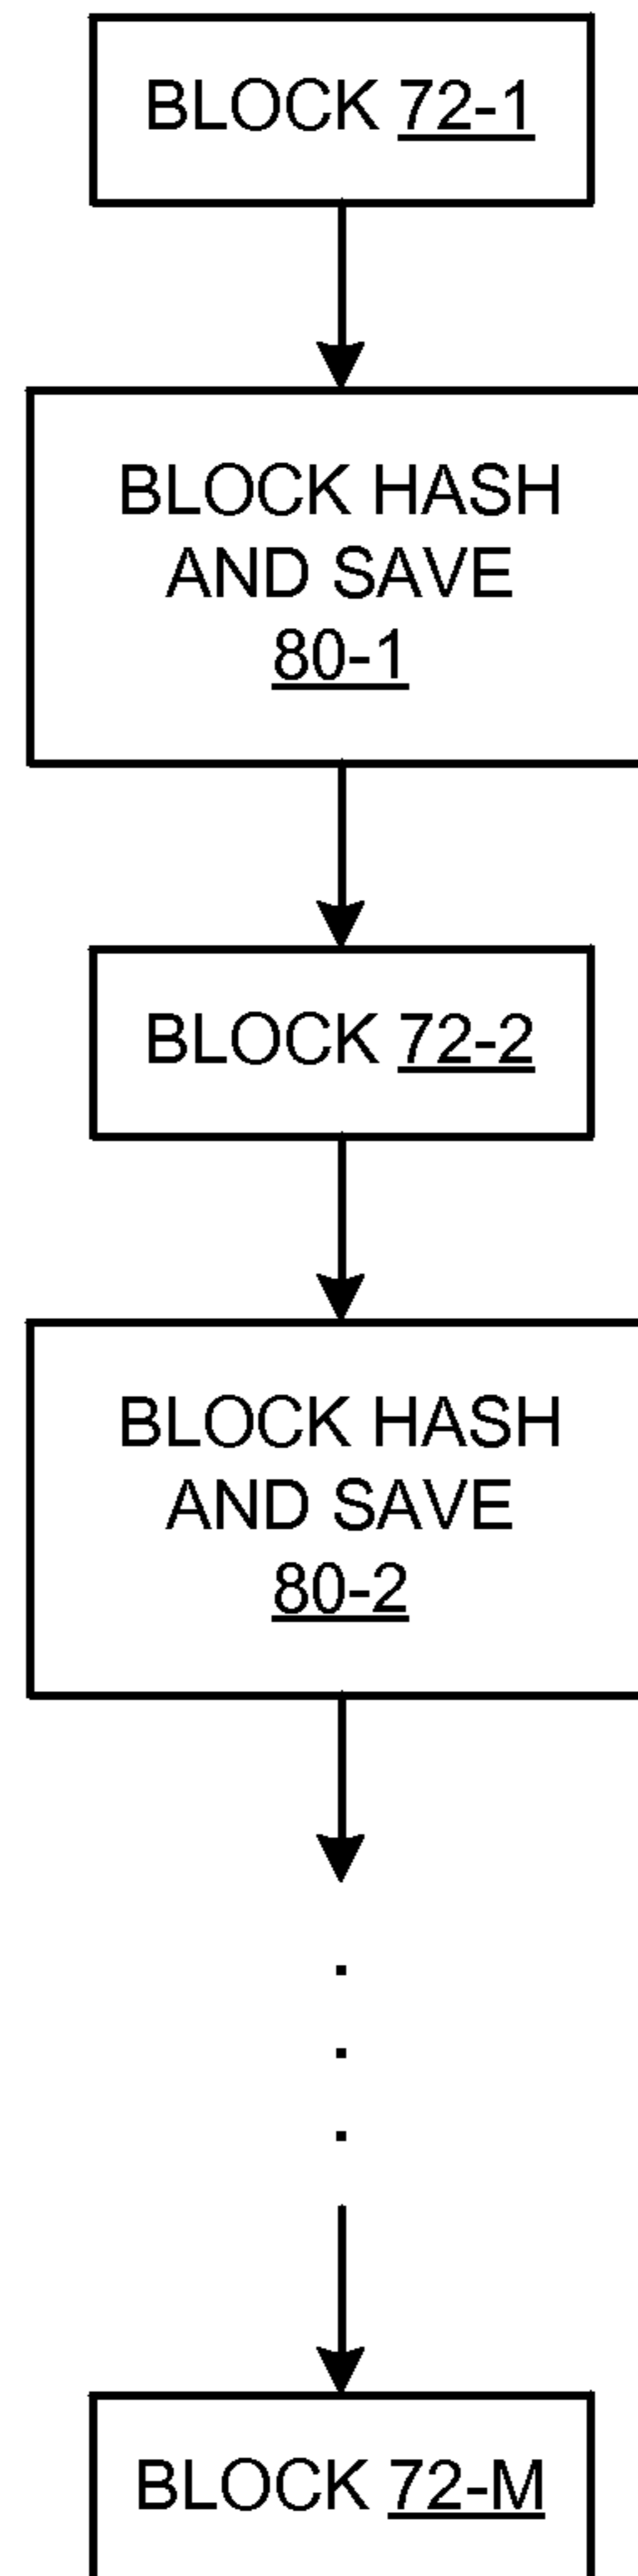 BLOCK 72-1
BLOCK HASH
AND SAVE
80-1
BLOCK 72-2
BLOCK HASH
AND SAVE
80-2
.
.
.
BLOCK 72-M